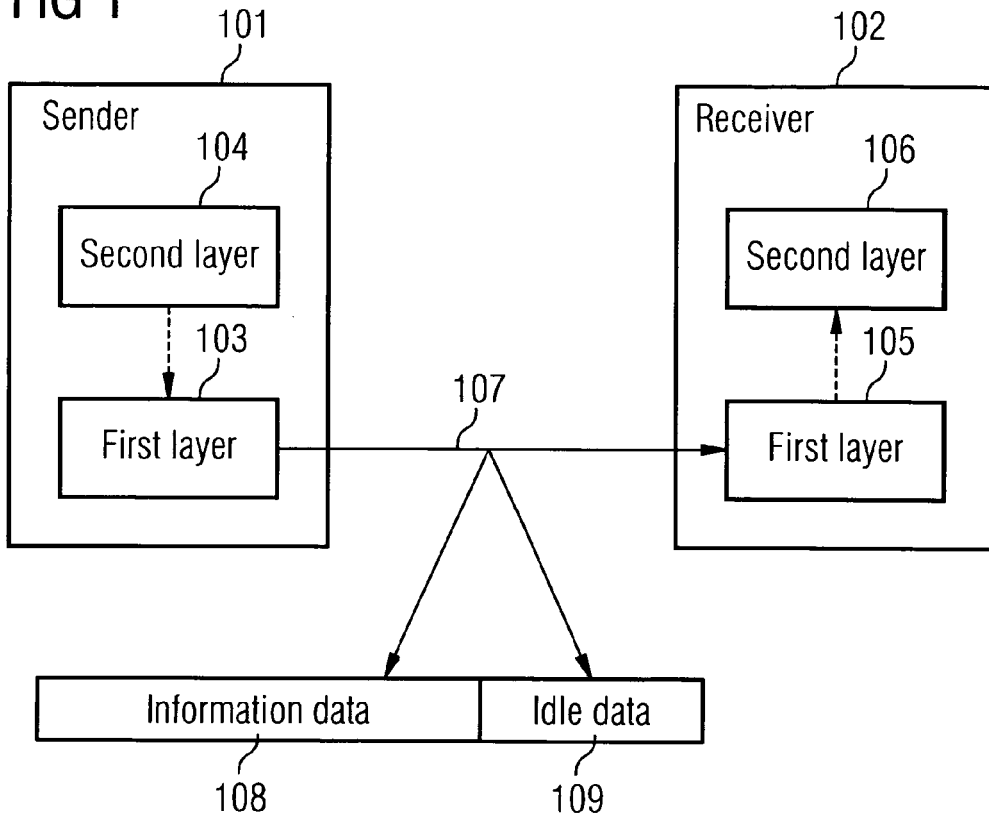 FIG 1
101
102
Sender
Receiver
104
106
Second layer
Second layer
103
105
107
First layer
First layer
Information data
Idle data
108
109